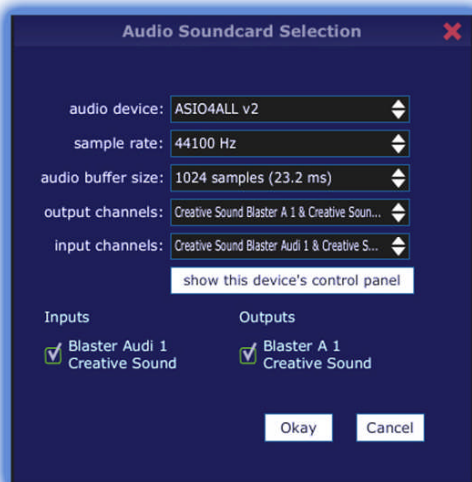 Audio Soundcard Selection
audio device: ASIO4ALL v2
sample rate: 44100 Hz
audio buffer size: 1024 samples (23.2 ms)
output channels: Creative Sound Blaster A 1 & Creative Soun...
input channels: Creative Sound Blaster Audi 1 & Creative S...
show this device's control panel
Inputs Outputs
Blaster Audi 1 Blaster A 1
Creative Sound Creative Sound
Okay Cancel